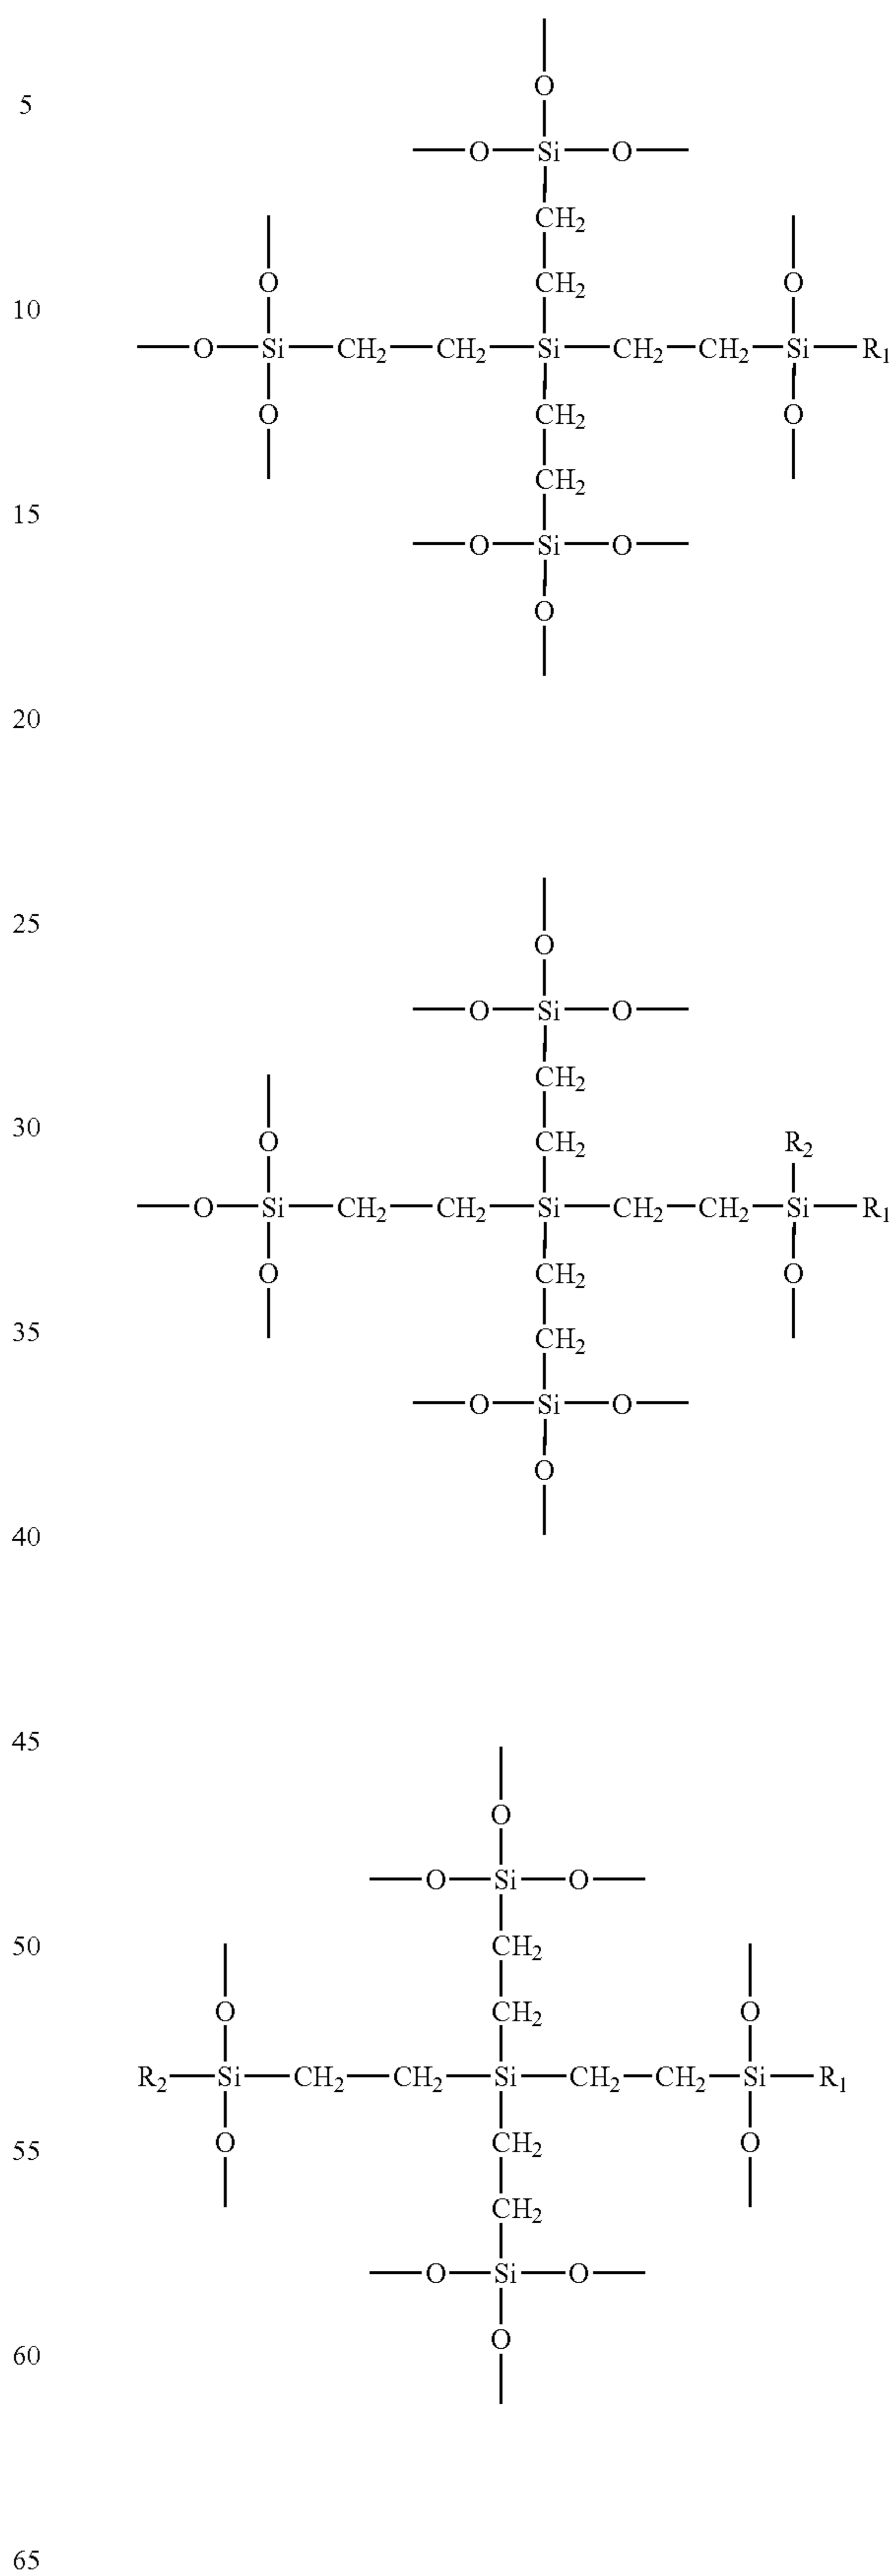 5
O
—O—Si—O—
CH₂
O CH₂ O
10
—O—Si—CH₂—CH₂—Si—CH₂—CH₂—Si—R₁
O CH₂ O
CH₂
15
—O—Si—O—
O
20
25
O
—O—Si—O—
CH₂
30
O CH₂ R₂
—O—Si—CH₂—CH₂—Si—CH₂—CH₂—Si—R₁
O CH₂ O
35
CH₂
—O—Si—O—
O
40
45
O
—O—Si—O—
50
CH₂
O CH₂ O
R₂—Si—CH₂—CH₂—Si—CH₂—CH₂—Si—R₁
O CH₂ O
55
CH₂
—O—Si—O—
O
60
65